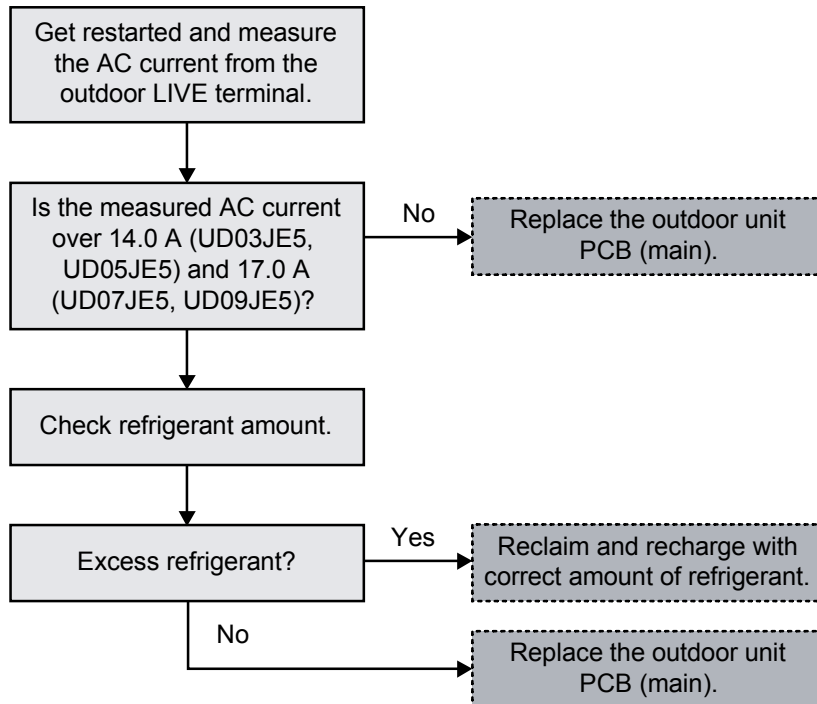 Get restarted and measure
the AC current from the
outdoor LIVE terminal.
Is the measured AC current
over 14.0 A (UD03JE5,
UD05JE5) and 17.0 A
(UD07JE5, UD09JE5)?
No
Replace the outdoor unit
PCB (main).
Check refrigerant amount.
Excess refrigerant?
Yes
Reclaim and recharge with
correct amount of refrigerant.
No
Replace the outdoor unit
PCB (main).